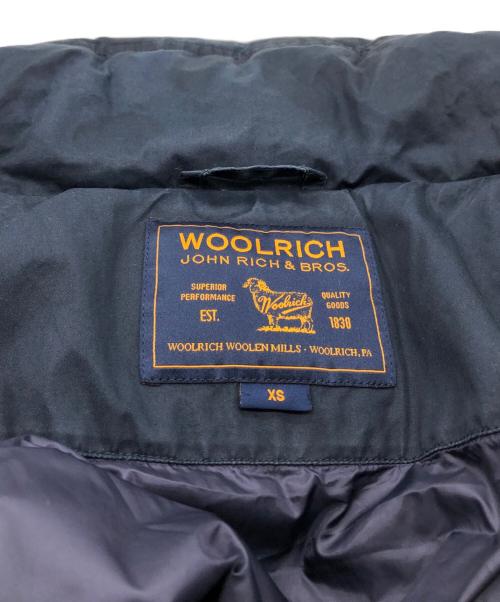 WOOLRICH
JOHN RICH & BROS.
SUPERIOR
PERFORMANCE
EST.
Woolrich
QUALITY
GOODS
1830
WOOLRICH WOOLEN MILLS · WOOLRICH, PA
XS